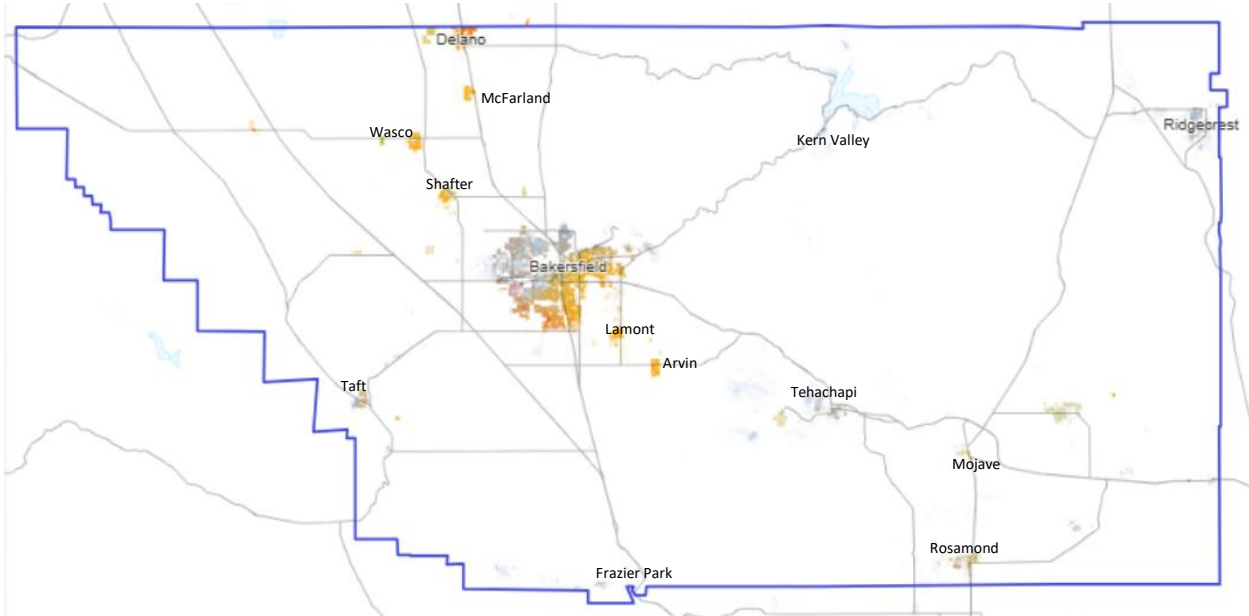 Delano
McFarland
Wasco
Ridgecrest
Kern Valley
Shafter
Bakersfield
Lamont
Arvin
Taft
Tehachapi
Mojave
Rosamond
Frazier Park